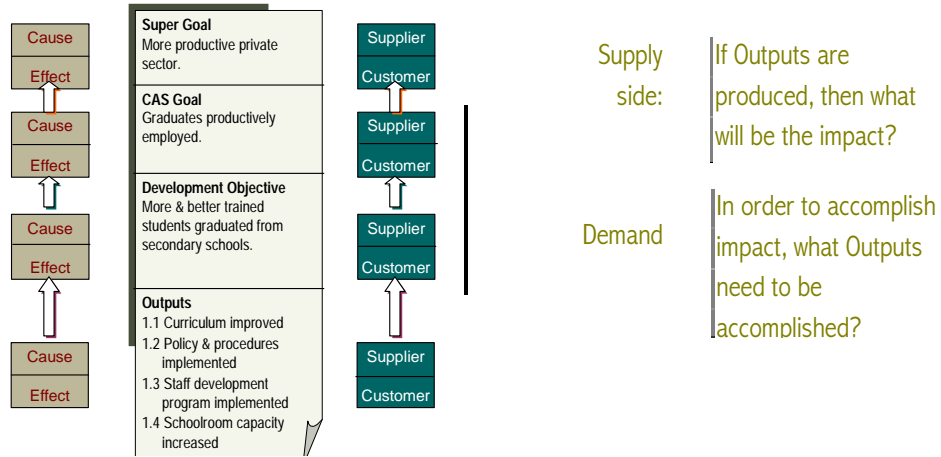 Cause
Effect
Cause
Effect
Cause
Effect
Cause
Effect
Super Goal
More productive private
sector.
CAS Goal
Graduates productively
employed.
Development Objective
More & better trained
students graduated from
secondary schools.
Outputs
1.1 Curriculum improved
1.2 Policy & procedures
implemented
1.3 Staff development
program implemented
1.4 Schoolroom capacity
increased
Supplier
Customer
Supplier
Customer
Supplier
Customer
Supplier
Customer
Supply
side:
If Outputs are
produced, then what
will be the impact?
Demand
In order to accomplish
impact, what Outputs
need to be
accomplished?